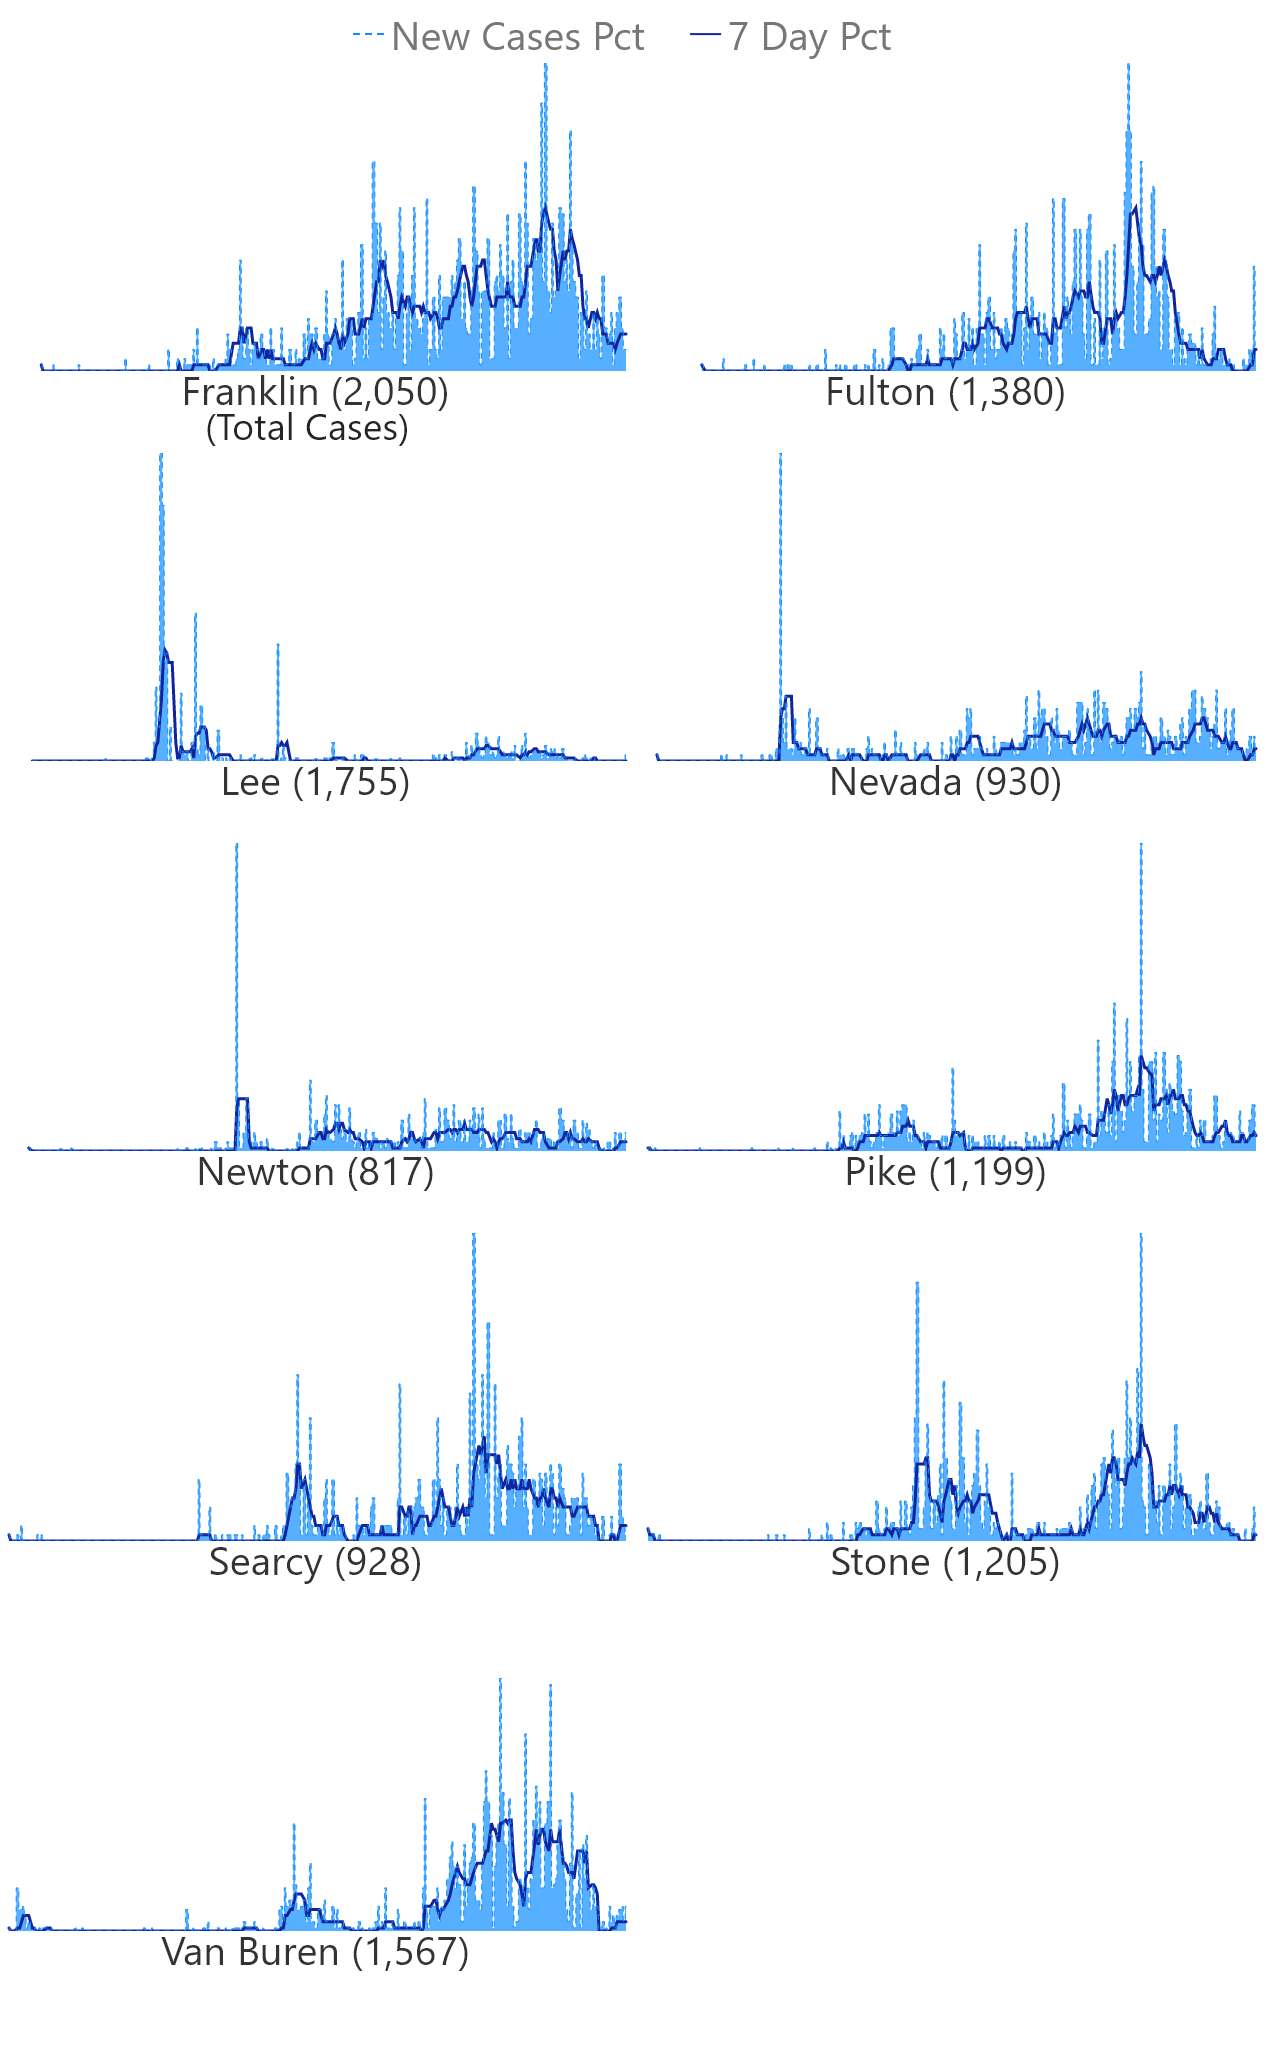 New Cases Pct 7 Day Pct
Franklin (2,050)
(Total Cases)
Fulton (1,380)
Lee (1,755)
Nevada (930)
Newton (817)
Pike (1,199)
Searcy (928)
Stone (1,205)
Van Buren (1,567)